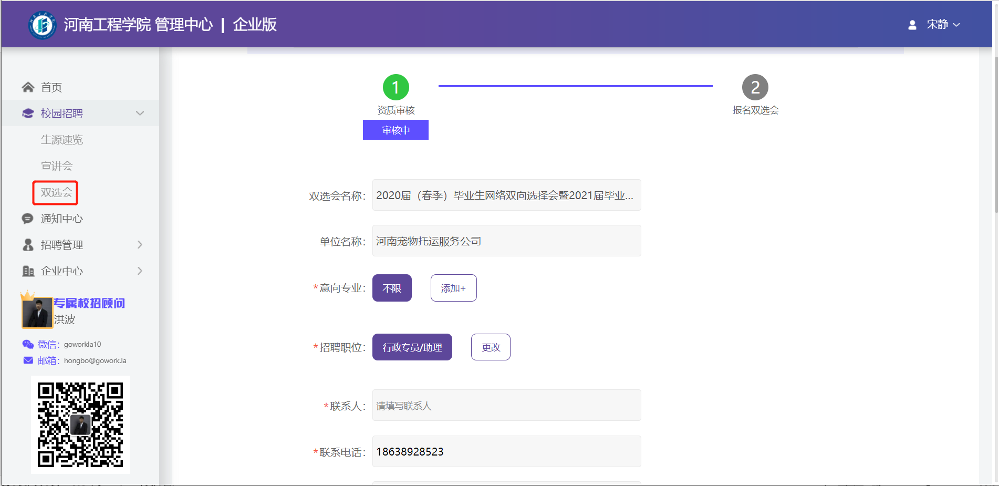 河南工程学院 管理中心 | 企业版
宋静
首页
校园招聘
生源速览
宣讲会
双选会
通知中心
招聘管理
企业中心
专属校招顾问
洪波
微信：goworkla10
邮箱：hongbo@gowork.la
1
资质审核
审核中
2
报名双选会
双选会名称：2020届（春季）毕业生网络双向选择会暨2021届毕业...
单位名称：河南宠物托运服务公司
*意向专业：不限 添加+
*招聘职位：行政专员/助理 更改
*联系人：请填写联系人
*联系电话：18638928523